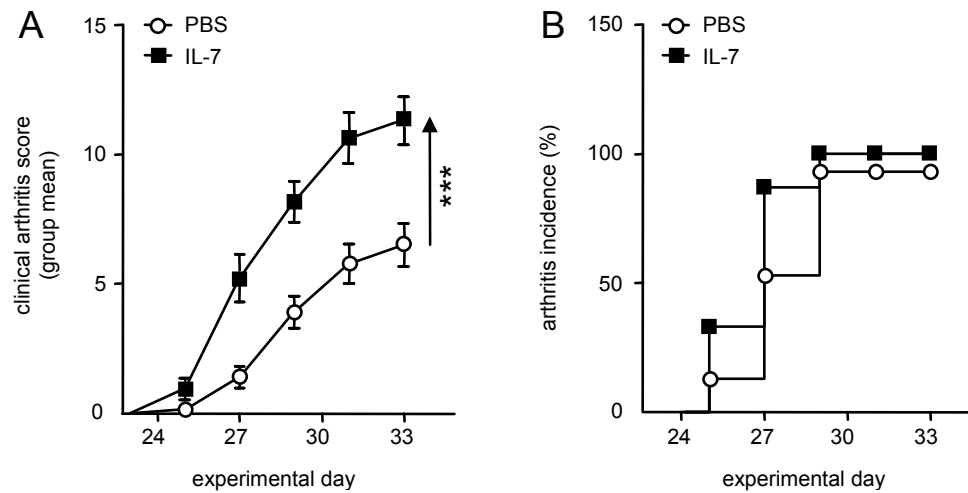 A
PBS
IL-7
15
10
5
0
clinical arthritis score
(group mean)
***
24 27 30 33
experimental day
B
PBS
IL-7
150
100
50
0
arthritis incidence (%)
24 27 30 33
experimental day